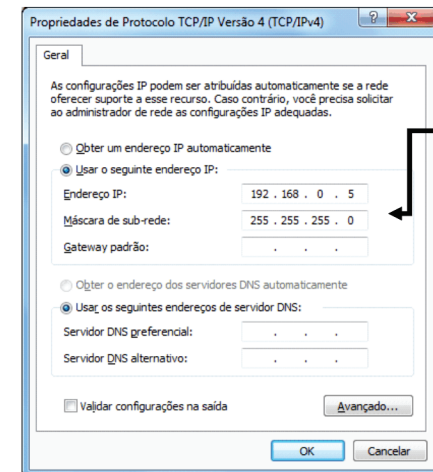 Propriedades de Protocolo TCP/IP Versão 4 (TCP/IPv4)
Geral
As configurações IP podem ser atribuídas automaticamente se a rede
oferecer suporte a esse recurso. Caso contrário, você precisa solicitar
ao administrador de rede as configurações IP adequadas.
Obter um endereço IP automaticamente
Usar o seguinte endereço IP:
Endereço IP: 192 . 168 . 0 . 5
Máscara de sub-rede: 255 . 255 . 255 . 0
Gateway padrão: . . .
Obter o endereço dos servidores DNS automaticamente
Usar os seguintes endereços de servidor DNS:
Servidor DNS preferencial: . . .
Servidor DNS alternativo: . . .
Validar configurações na saída
Avançado...
OK Cancelar